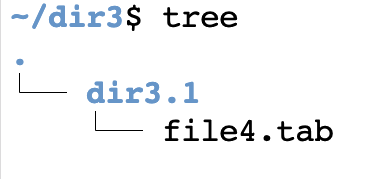 ~/dir3$ tree
.
dir3.1
file4.tab